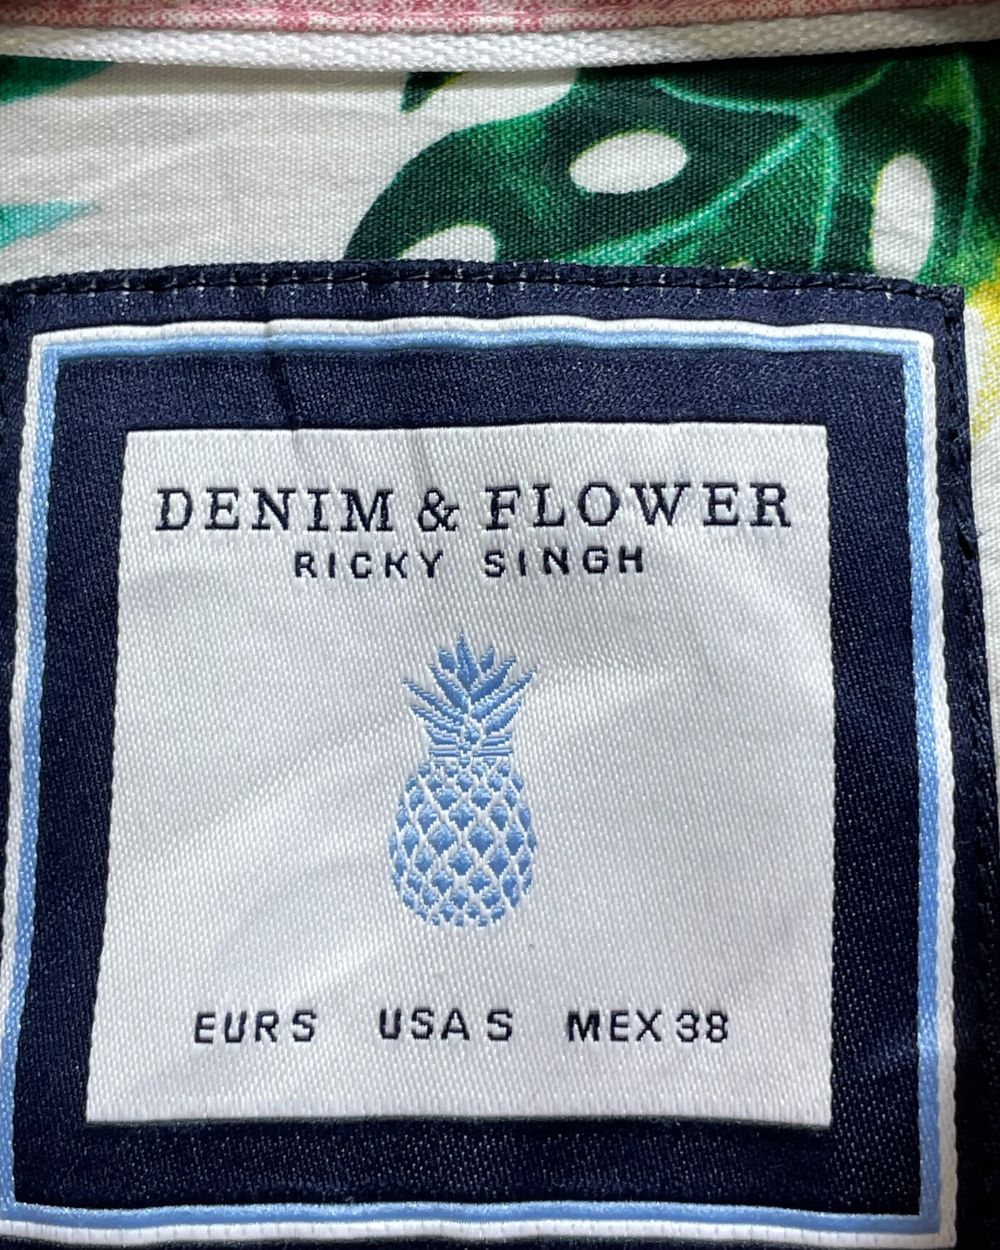 DENIM & FLOWER
RICKY SINGH
EUR S USA S MEX 38